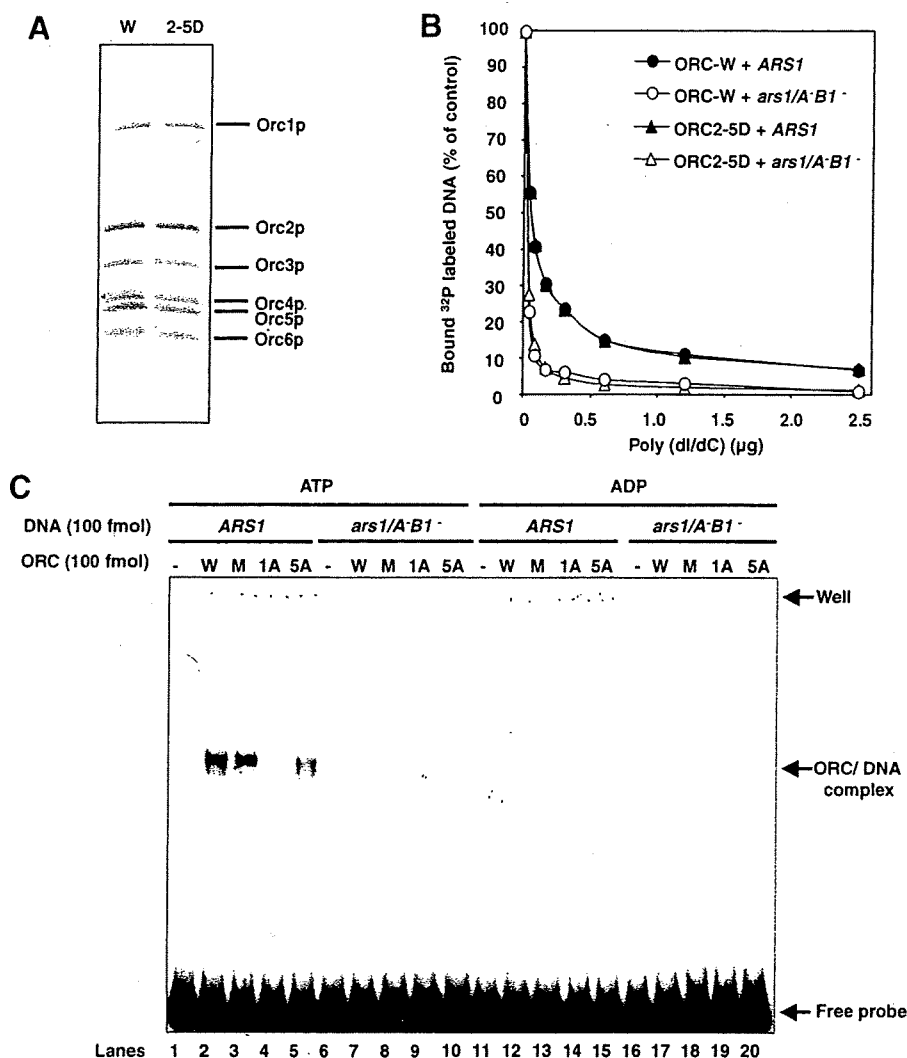 A
W 2-5D
Orc1p
Orc2p
Orc3p
Orc4p
Orc5p
Orc6p
B
Bound ³²P labeled DNA (% of control)
100
90
80
70
60
50
40
30
20
10
0
0 0.5 1.0 1.5 2.0 2.5
Poly (dI/dC) (µg)
ORC-W + ARS1
ORC-W + ars1/A⁻B1⁻
ORC2-5D + ARS1
ORC2-5D + ars1/A⁻B1⁻
C
ATP ADP
DNA (100 fmol) ARS1 ars1/A⁻B1⁻ ARS1 ars1/A⁻B1⁻
ORC (100 fmol) - W M 1A 5A - W M 1A 5A - W M 1A 5A - W M 1A 5A
Well
ORC/ DNA
complex
Free probe
Lanes 1 2 3 4 5 6 7 8 9 10 11 12 13 14 15 16 17 18 19 20